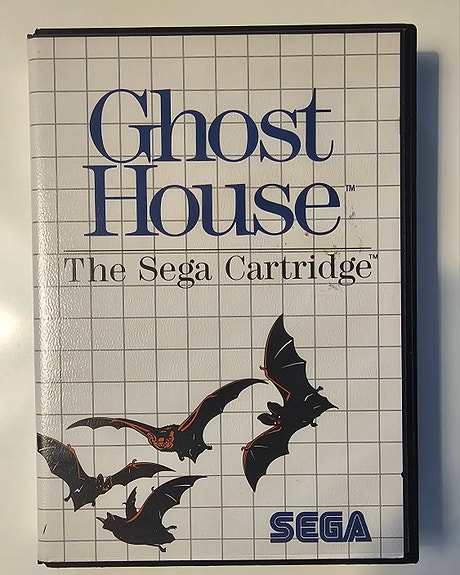 Ghost
House™
The Sega Cartridge™
SEGA